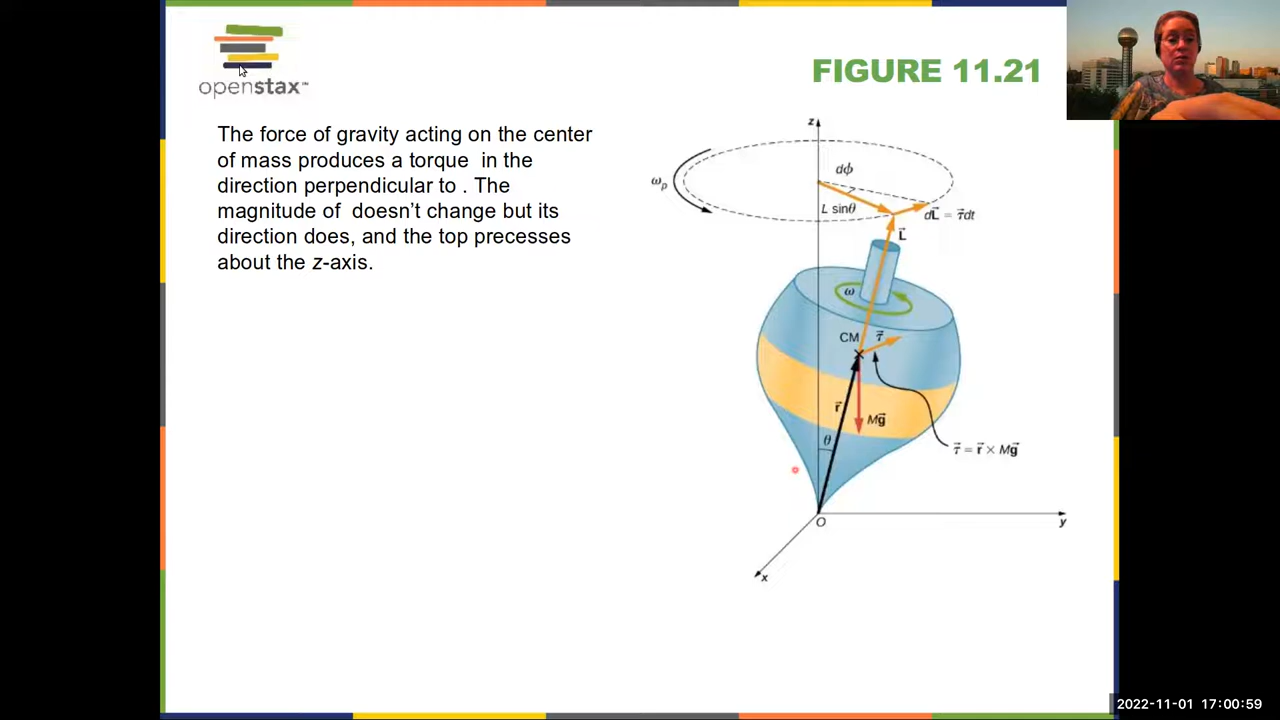 openstax™
FIGURE 11.21
The force of gravity acting on the center
of mass produces a torque  in the
direction perpendicular to . The
magnitude of  doesn’t change but its
direction does, and the top precesses
about the z-axis.
z
dϕ
ωp
L sinθ
dL⃗ = τ⃗dt
L⃗
ω
CM
τ⃗
r⃗
Mg⃗
θ
τ⃗ = r⃗ × Mg⃗
O
y
x
2022-11-01 17:00:59